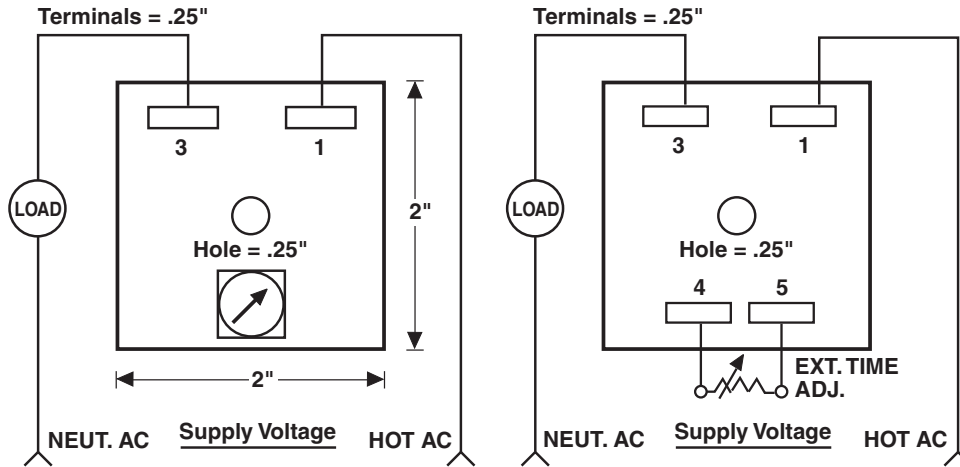 Terminals = .25"
3 1
LOAD
2"
Hole = .25"
2"
NEUT. AC Supply Voltage HOT AC
Terminals = .25"
3 1
LOAD
Hole = .25"
4 5
EXT. TIME
ADJ.
NEUT. AC Supply Voltage HOT AC